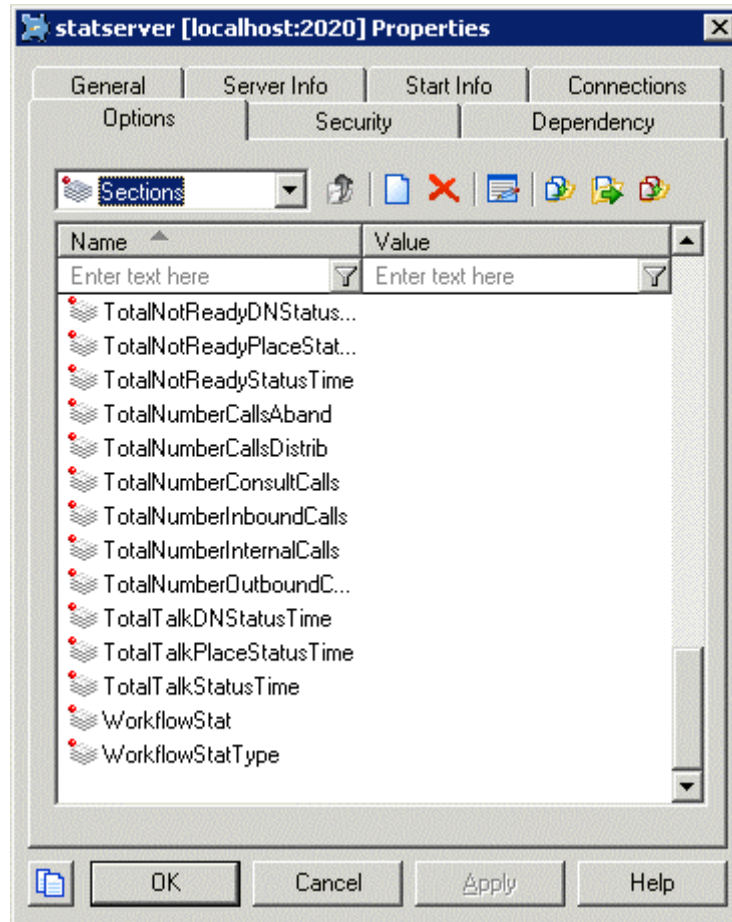 statserver [localhost:2020] Properties
General Server Info Start Info Connections
Options Security Dependency
Sections
Name Value
Enter text here Enter text here
TotalNotReadyDNStatus...
TotalNotReadyPlaceStat...
TotalNotReadyStatusTime
TotalNumberCallsAband
TotalNumberCallsDistrib
TotalNumberConsultCalls
TotalNumberInboundCalls
TotalNumberInternalCalls
TotalNumberOutboundC...
TotalTalkDNStatusTime
TotalTalkPlaceStatusTime
TotalTalkStatusTime
WorkflowStat
WorkflowStatType
OK Cancel Apply Help